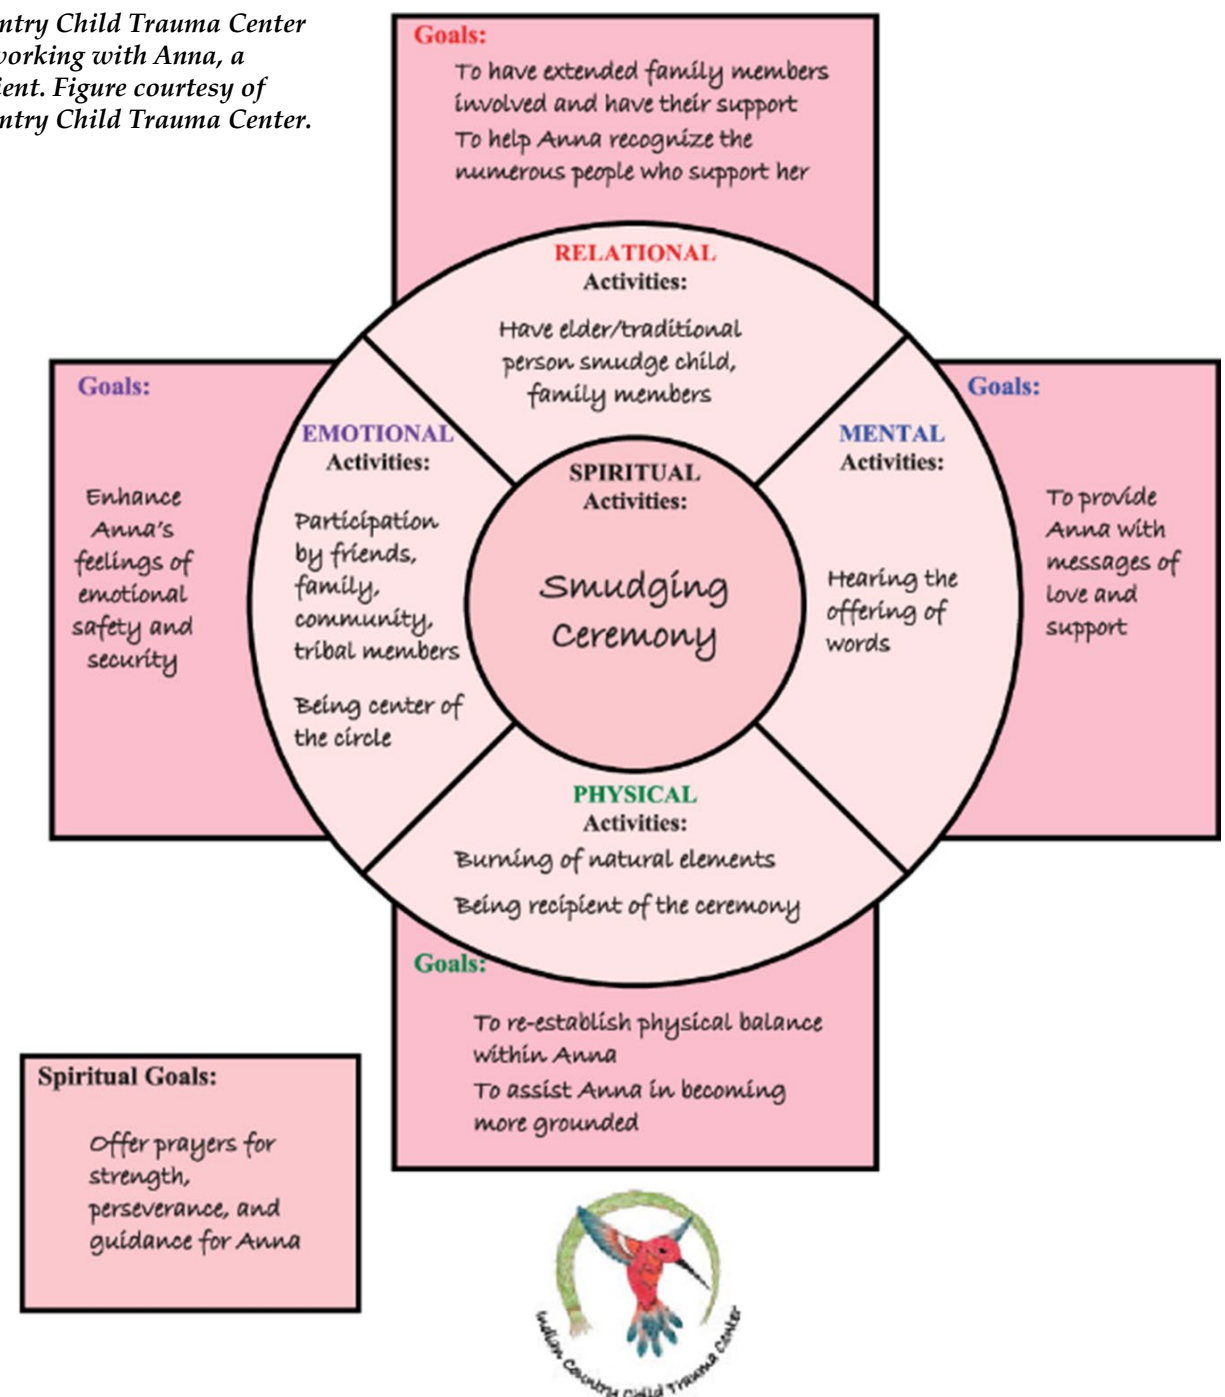 ntry Child Trauma Center
working with Anna, a
ient. Figure courtesy of
ntry Child Trauma Center.
Goals:
To have extended family members
involved and have their support
To help Anna recognize the
numerous people who support her
RELATIONAL
Activities:
Have elder/traditional
person smudge child,
family members
Goals:
Enhance
Anna's
feelings of
emotional
safety and
security
EMOTIONAL
Activities:
Participation
by friends,
family,
community,
tribal members
Being center of
the circle
SPIRITUAL
Activities:
Smudging
Ceremony
MENTAL
Activities:
Hearing the
offering of
words
Goals:
To provide
Anna with
messages of
love and
support
PHYSICAL
Activities:
Burning of natural elements
Being recipient of the ceremony
Goals:
To re-establish physical balance
within Anna
To assist Anna in becoming
more grounded
Spiritual Goals:
Offer prayers for
strength,
perseverance, and
guidance for Anna
Indian Country Child Trauma Center